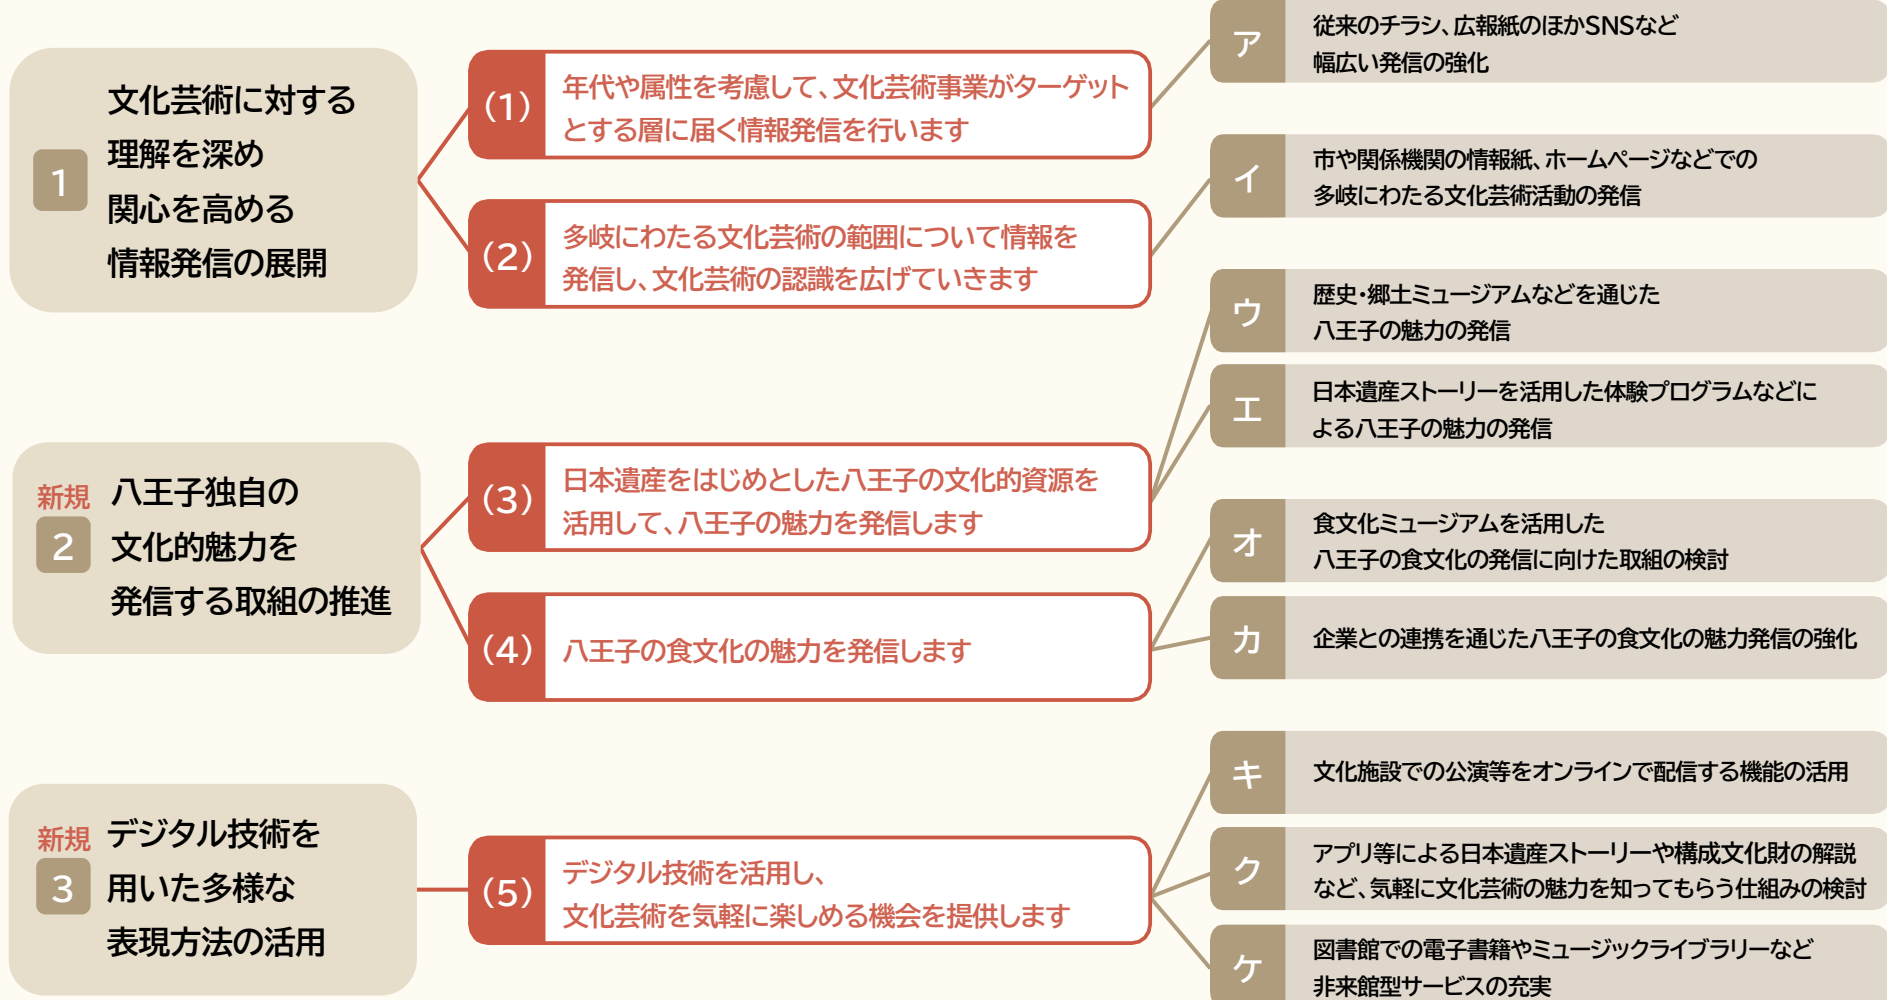 1
文化芸術に対する
理解を深め
関心を高める
情報発信の展開
(1)
年代や属性を考慮して、文化芸術事業がターゲット
とする層に届く情報発信を行います
ア
従来のチラシ、広報紙のほかSNSなど
幅広い発信の強化
(2)
多岐にわたる文化芸術の範囲について情報を
発信し、文化芸術の認識を広げていきます
イ
市や関係機関の情報紙、ホームページなどでの
多岐にわたる文化芸術活動の発信
新規
2
八王子独自の
文化的魅力を
発信する取組の推進
(3)
日本遺産をはじめとした八王子の文化的資源を
活用して、八王子の魅力を発信します
ウ
歴史・郷土ミュージアムなどを通じた
八王子の魅力の発信
エ
日本遺産ストーリーを活用した体験プログラムなどに
よる八王子の魅力の発信
(4)
八王子の食文化の魅力を発信します
オ
食文化ミュージアムを活用した
八王子の食文化の発信に向けた取組の検討
カ
企業との連携を通じた八王子の食文化の魅力発信の強化
新規
3
デジタル技術を
用いた多様な
表現方法の活用
(5)
デジタル技術を活用し、
文化芸術を気軽に楽しめる機会を提供します
キ
文化施設での公演等をオンラインで配信する機能の活用
ク
アプリ等による日本遺産ストーリーや構成文化財の解説
など、気軽に文化芸術の魅力を知ってもらう仕組みの検討
ケ
図書館での電子書籍やミュージックライブラリーなど
非来館型サービスの充実